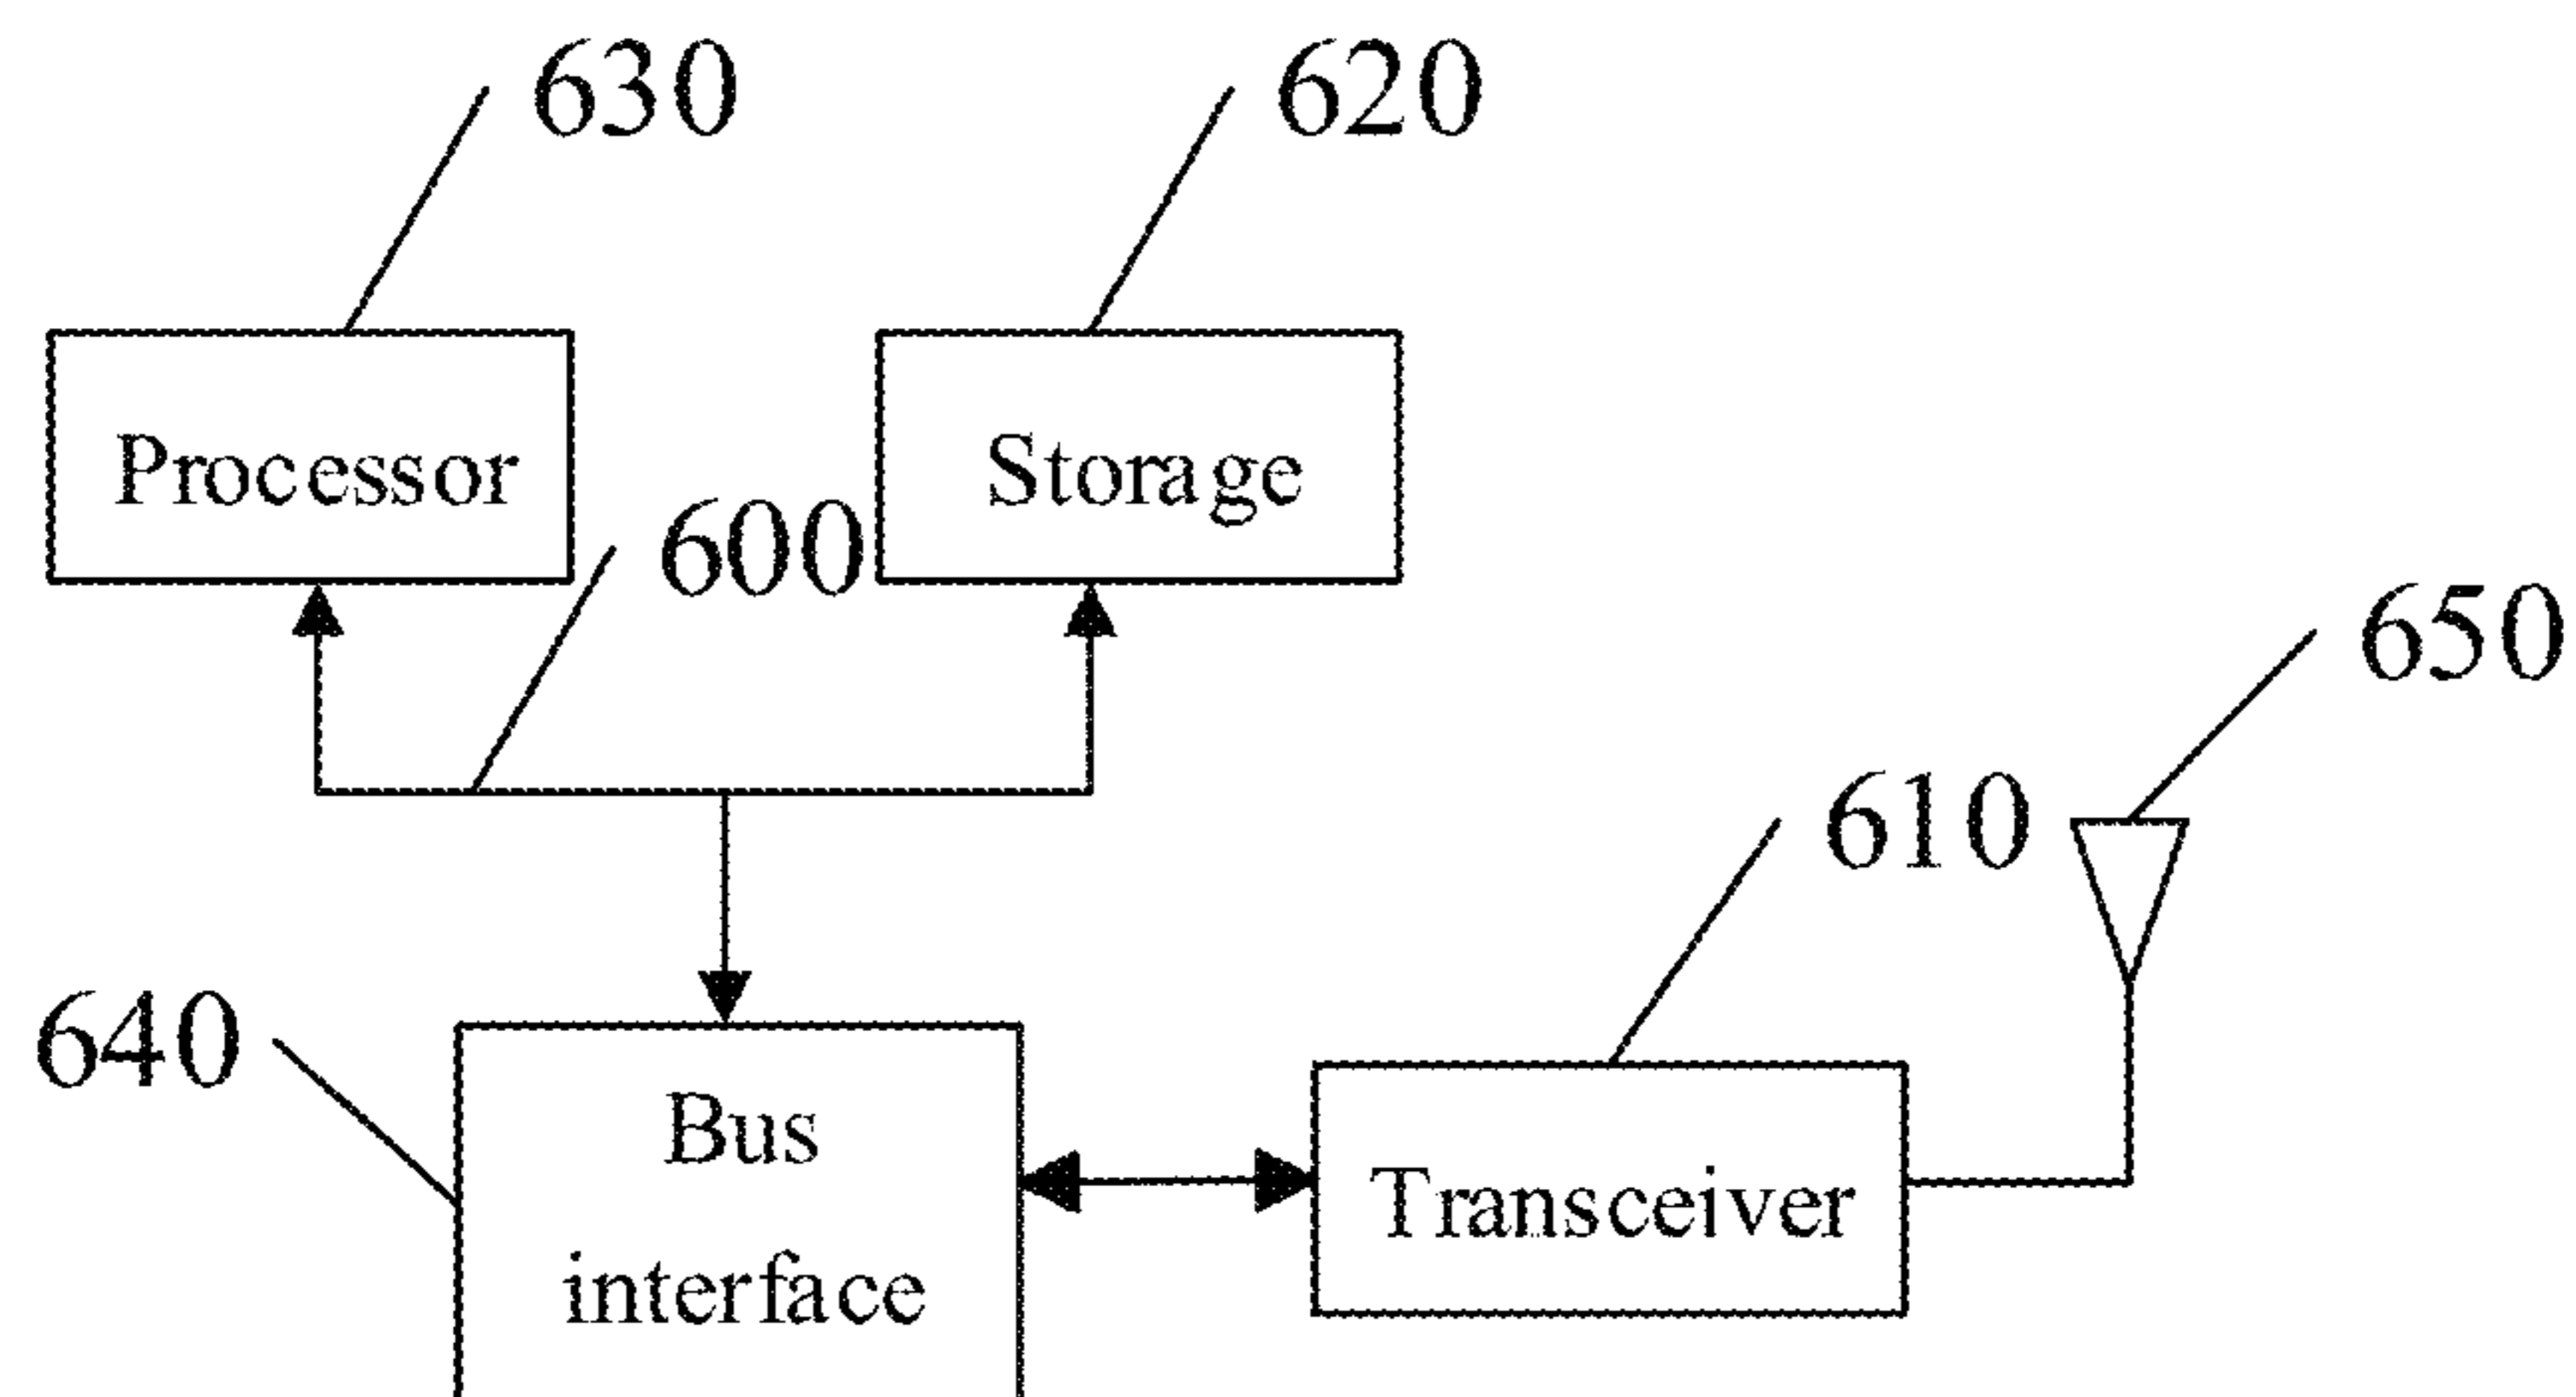 630
620
Processor
Storage
600
650
610
640
Bus
interface
Transceiver